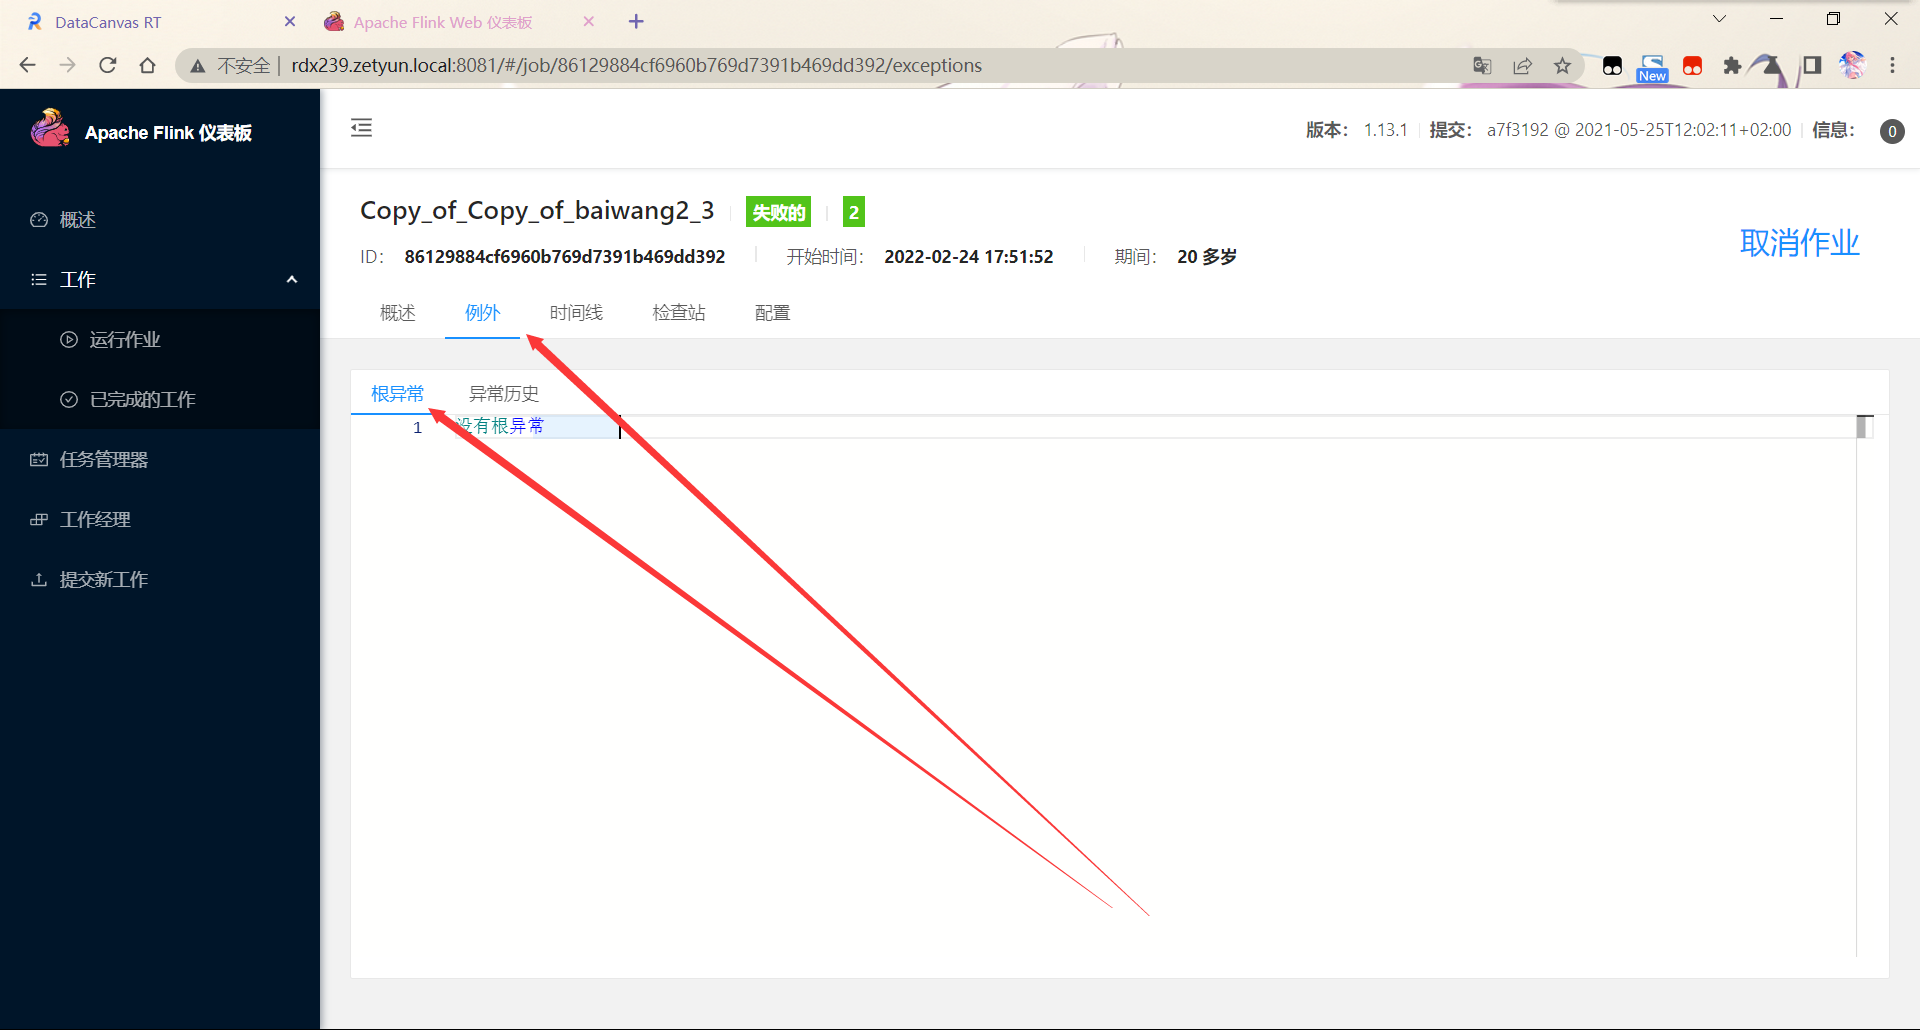 DataCanvas RT
Apache Flink Web 仪表板
不安全 | rdx239.zetyun.local:8081/#/job/86129884cf6960b769d7391b469dd392/exceptions
New
Apache Flink 仪表板
版本： 1.13.1 提交： a7f3192 @ 2021-05-25T12:02:11+02:00 信息： 0
概述
工作
运行作业
已完成的工作
任务管理器
工作经理
提交新工作
Copy_of_Copy_of_baiwang2_3 失败的 2
ID： 86129884cf6960b769d7391b469dd392 开始时间： 2022-02-24 17:51:52 期间： 20 多岁
取消作业
概述 例外 时间线 检查站 配置
根异常 异常历史
1 没有根异常